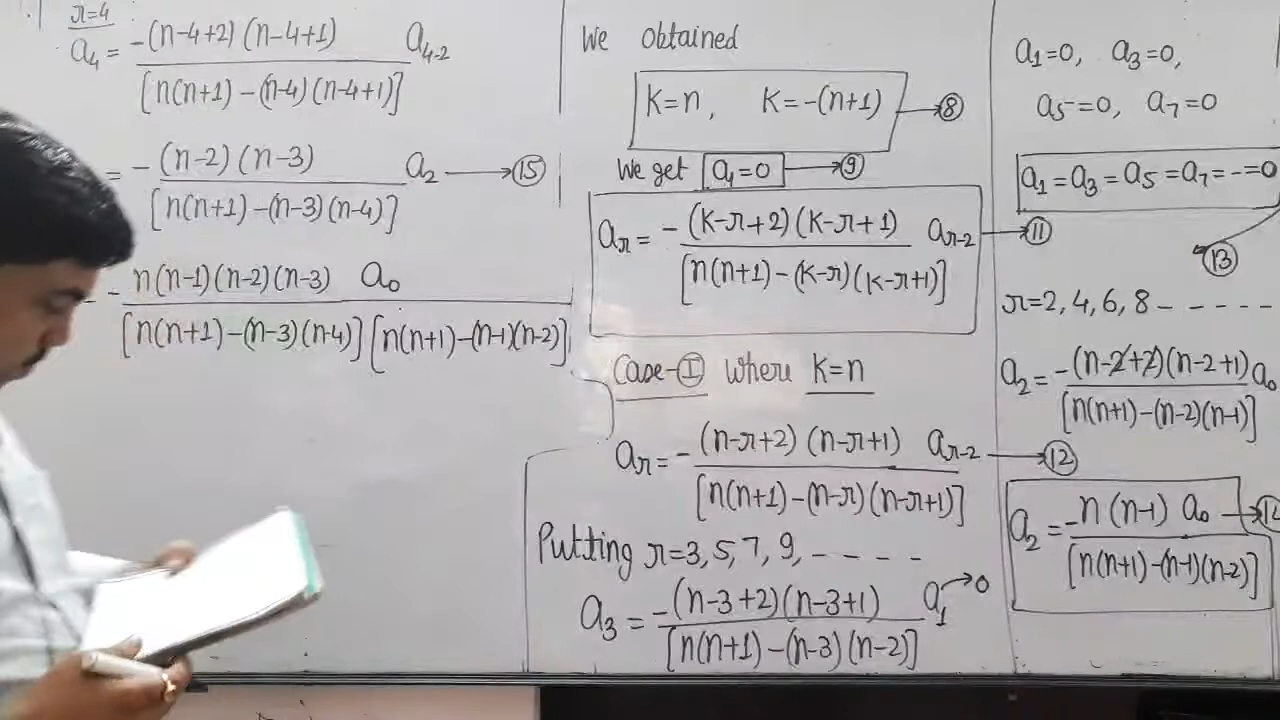 r=4
a₄ = -(n-4+2)(n-4+1) / [n(n+1) - (n-4)(n-4+1)] a₄₋₂
= -(n-2)(n-3) / [n(n+1) - (n-3)(n-4)] a₂ → ⑮
- n(n-1)(n-2)(n-3) a₀ / [n(n+1) - (n-3)(n-4)] [n(n+1) - (n-1)(n-2)]
We obtained
K=n, K=-(n+1) → ⑧
We get a₁=0 → ⑨
aᵣ = -(K-r+2)(K-r+1) / [n(n+1) - (K-r)(K-r+1)] aᵣ₋₂ → ⑪
Case-Ⓘ Where K=n
aᵣ = -(n-r+2)(n-r+1) / [n(n+1) - (n-r)(n-r+1)] aᵣ₋₂ → ⑫
Putting r=3, 5, 7, 9, - - - -
a₃ = -(n-3+2)(n-3+1) / [n(n+1) - (n-3)(n-2)] a₁ → 0
a₁=0, a₃=0,
a₅=0, a₇=0
a₁ = a₃ = a₅ = a₇ = - = 0
⑬
r=2, 4, 6, 8 - - - - -
a₂ = -(n-2+2)(n-2+1) / [n(n+1) - (n-2)(n-1)] a₀
a₂ = -n(n-1) a₀ / [n(n+1) - (n-1)(n-2)] →